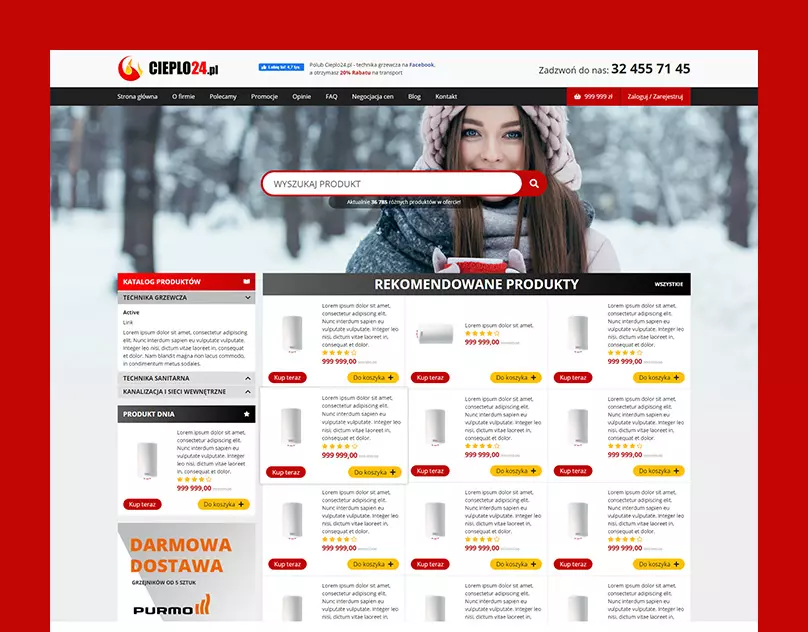 CIEPLO24.pl
Polub Cieplo24.pl - technika grzewcza na Facebook,
a otrzymasz 20% Rabatu na transport
Zadzwoń do nas: 32 455 71 45
Strona główna O firmie Polecamy Promocje Opinie FAQ Negocjacja cen Blog Kontakt 999 999 zł Zaloguj / Zarejestruj
WYSZUKAJ PRODUKT
Aktualnie 36 785 różnych produktów w ofercie!
KATALOG PRODUKTÓW
TECHNIKA GRZEWCZA
Active
Link
Lorem ipsum dolor sit amet, consectetur
adipiscing elit. Nunc interdum sapien
eu vulputate vulputate. Integer leo nisi,
dictum vitae laoreet in, consequat
et dolor. Nam blandit magna non lacus commodo,
in condimentum metus sodales.
TECHNIKA SANITARNA
KANALIZACJA I SIECI WEWNĘTRZNE
PRODUKT DNIA
Lorem ipsum dolor sit amet,
consectetur adipiscing elit.
Nunc interdum sapien eu
vulputate vulputate. Integer
leo nisi, dictum vitae laoreet in,
consequat et dolor.
999 999,00
Kup teraz Do koszyka
DARMOWA
DOSTAWA
GRZEJNIKÓW OD 5 SZTUK
PURMO
REKOMENDOWANE PRODUKTY WSZYSTKIE
Lorem ipsum dolor sit amet,
consectetur adipiscing elit.
Nunc interdum sapien eu
vulputate vulputate. Integer leo
nisi, dictum vitae laoreet in,
consequat et dolor.
999 999,00
Kup teraz Do koszyka
Lorem ipsum dolor sit amet,
999 999,00
Kup teraz Do koszyka
Lorem ipsum dolor sit amet,
consectetur adipiscing elit.
Nunc interdum sapien eu
vulputate vulputate. Integer leo
nisi, dictum vitae laoreet in,
consequat et dolor.
999 999,00
Kup teraz Do koszyka
Lorem ipsum dolor sit amet,
consectetur adipiscing elit.
Nunc interdum sapien eu
vulputate vulputate. Integer leo
nisi, dictum vitae laoreet in,
consequat et dolor.
999 999,00
Kup teraz Do koszyka
Lorem ipsum dolor sit amet,
consectetur adipiscing elit.
Nunc interdum sapien eu
vulputate vulputate. Integer leo
nisi, dictum vitae laoreet in,
consequat et dolor.
999 999,00
Kup teraz Do koszyka
Lorem ipsum dolor sit amet,
consectetur adipiscing elit.
Nunc interdum sapien eu
vulputate vulputate. Integer leo
nisi, dictum vitae laoreet in,
consequat et dolor.
999 999,00
Kup teraz Do koszyka
Lorem ipsum dolor sit amet,
consectetur adipiscing elit.
Nunc interdum sapien eu
vulputate vulputate. Integer leo
nisi, dictum vitae laoreet in,
consequat et dolor.
999 999,00
Kup teraz Do koszyka
Lorem ipsum dolor sit amet,
consectetur adipiscing elit.
Nunc interdum sapien eu
vulputate vulputate. Integer leo
nisi, dictum vitae laoreet in,
consequat et dolor.
999 999,00
Kup teraz Do koszyka
Lorem ipsum dolor sit amet,
consectetur adipiscing elit.
Nunc interdum sapien eu
vulputate vulputate. Integer leo
nisi, dictum vitae laoreet in,
consequat et dolor.
999 999,00
Kup teraz Do koszyka
Lorem ipsum dolor sit amet,
consectetur adipiscing elit.
Nunc interdum sapien eu
vulputate vulputate. Integer leo
Lorem ipsum dolor sit amet,
consectetur adipiscing elit.
Nunc interdum sapien eu
vulputate vulputate. Integer leo
Lorem ipsum dolor sit amet,
consectetur adipiscing elit.
Nunc interdum sapien eu
vulputate vulputate. Integer leo